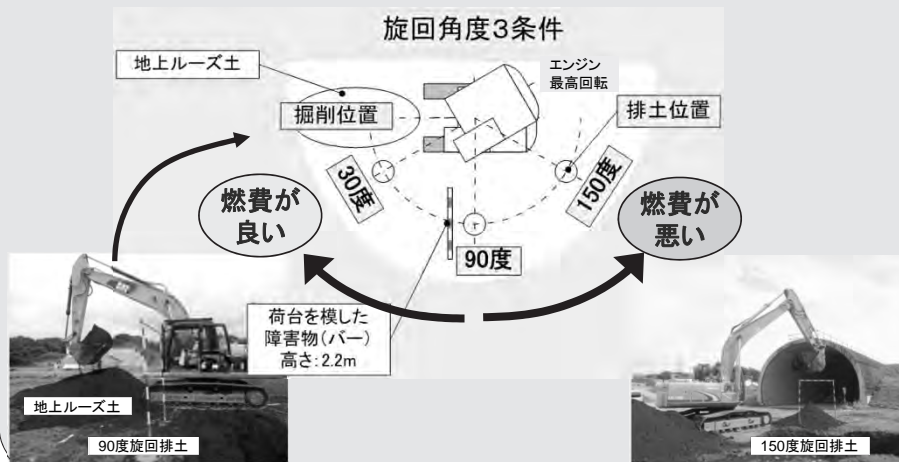 旋回角度3条件
地上ルーズ土
エンジン
最高回転
掘削位置
排土位置
30度
150度
燃費が
良い
燃費が
悪い
90度
荷台を模した
障害物(バー)
高さ:2.2m
CAT
地上ルーズ土
90度旋回排土
150度旋回排土